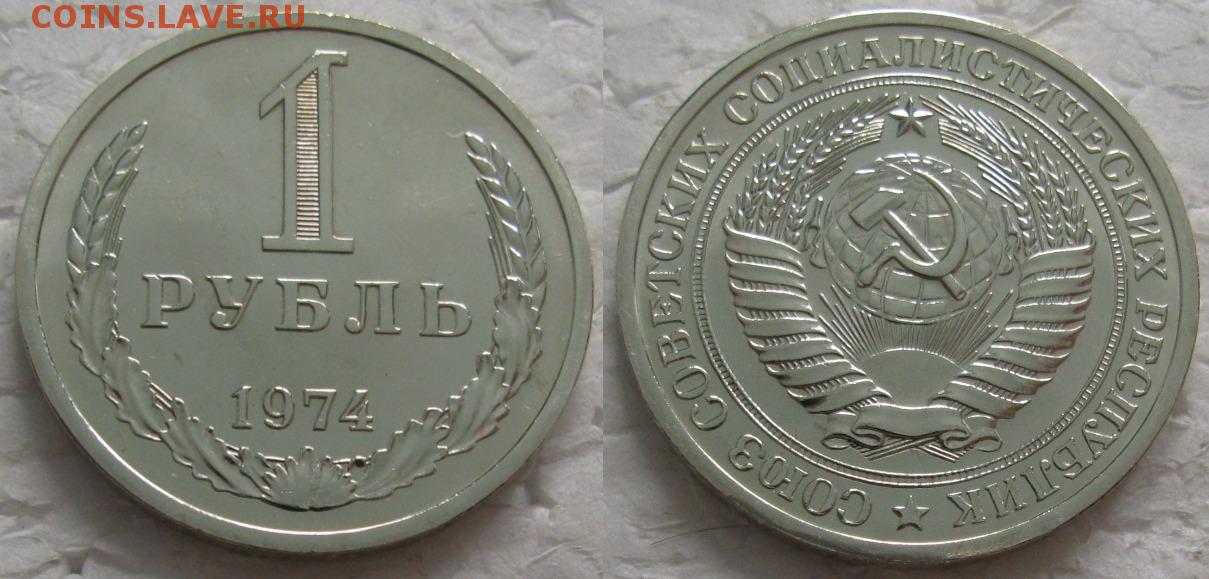 COINS.LAVE.RU
1
РУБЛЬ
1974
СОЮЗ СОВЕТСКИХ СОЦИАЛИСТИЧЕСКИХ РЕСПУБЛИК